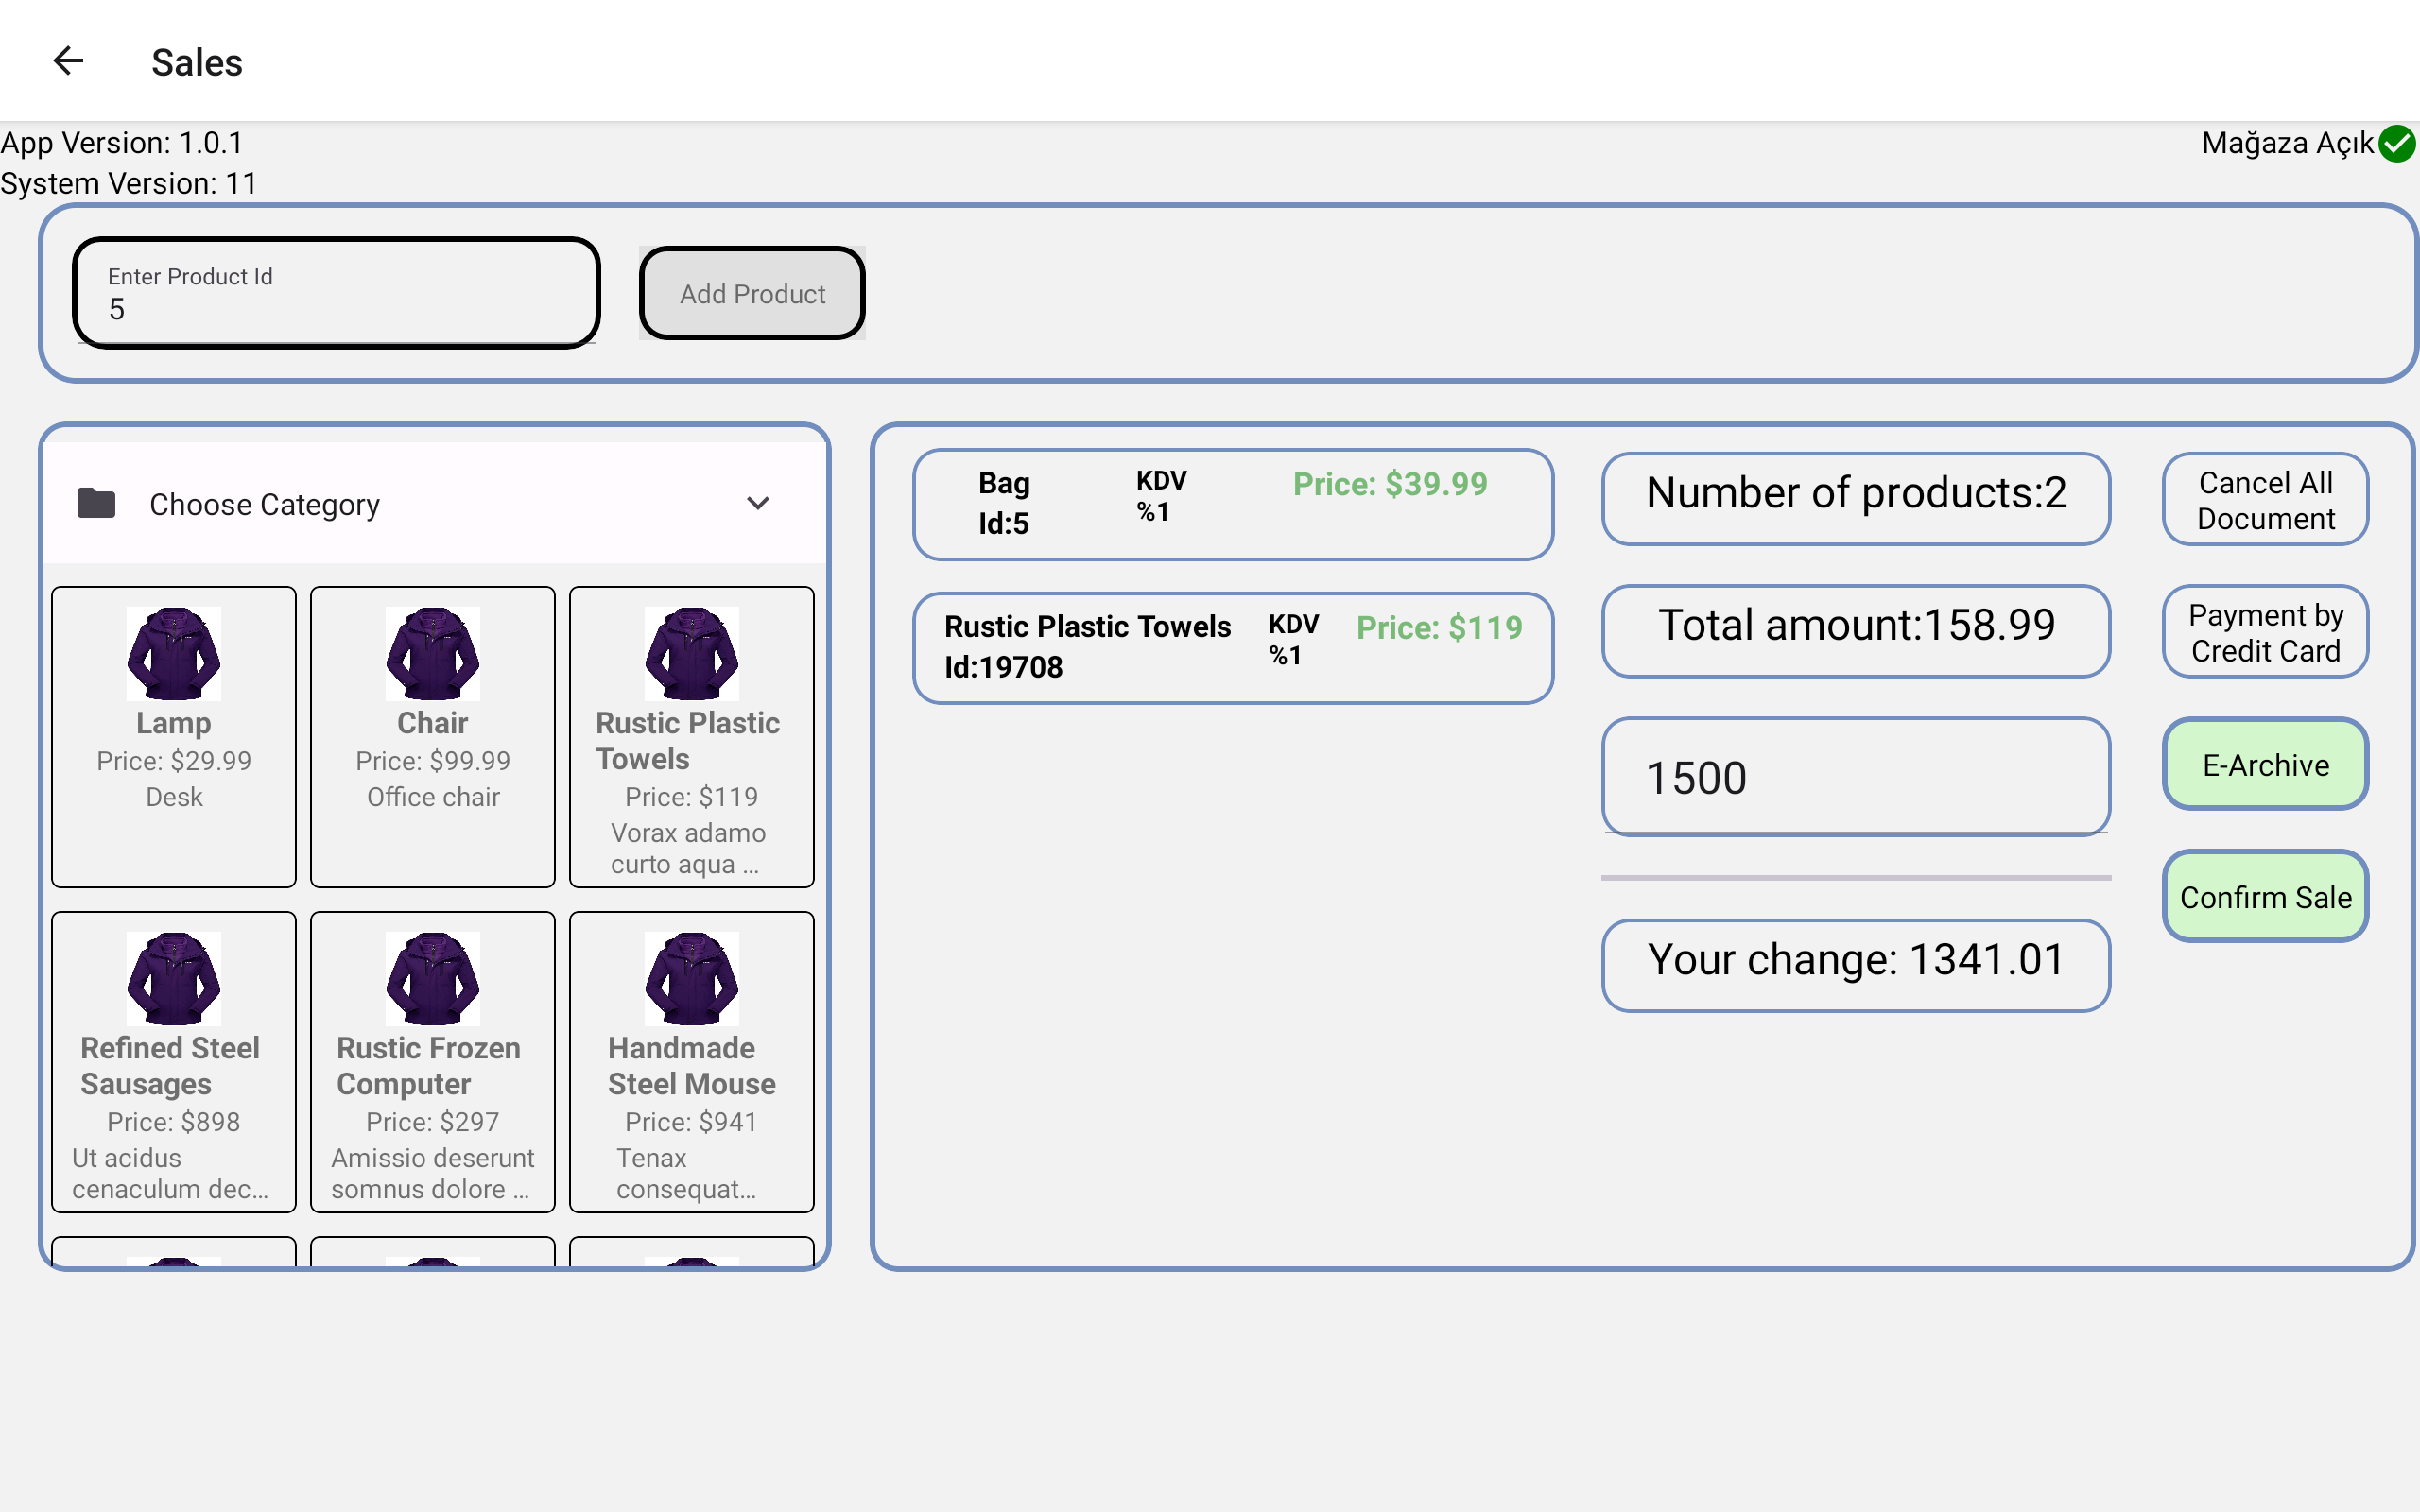 Sales
App Version: 1.0.1
Mağaza Açık
System Version: 11
Enter Product Id
5
Add Product
Choose Category
Lamp
Price: $29.99
Desk
Chair
Price: $99.99
Office chair
Rustic Plastic
Towels
Price: $119
Vorax adamo
curto aqua ...
Refined Steel
Sausages
Price: $898
Ut acidus
cenaculum dec...
Rustic Frozen
Computer
Price: $297
Amissio deserunt
somnus dolore ...
Handmade
Steel Mouse
Price: $941
Tenax
consequat...
Bag
Id:5
KDV
%1
Price: $39.99
Rustic Plastic Towels
Id:19708
KDV
%1
Price: $119
Number of products:2
Total amount:158.99
1500
Your change: 1341.01
Cancel All
Document
Payment by
Credit Card
E-Archive
Confirm Sale